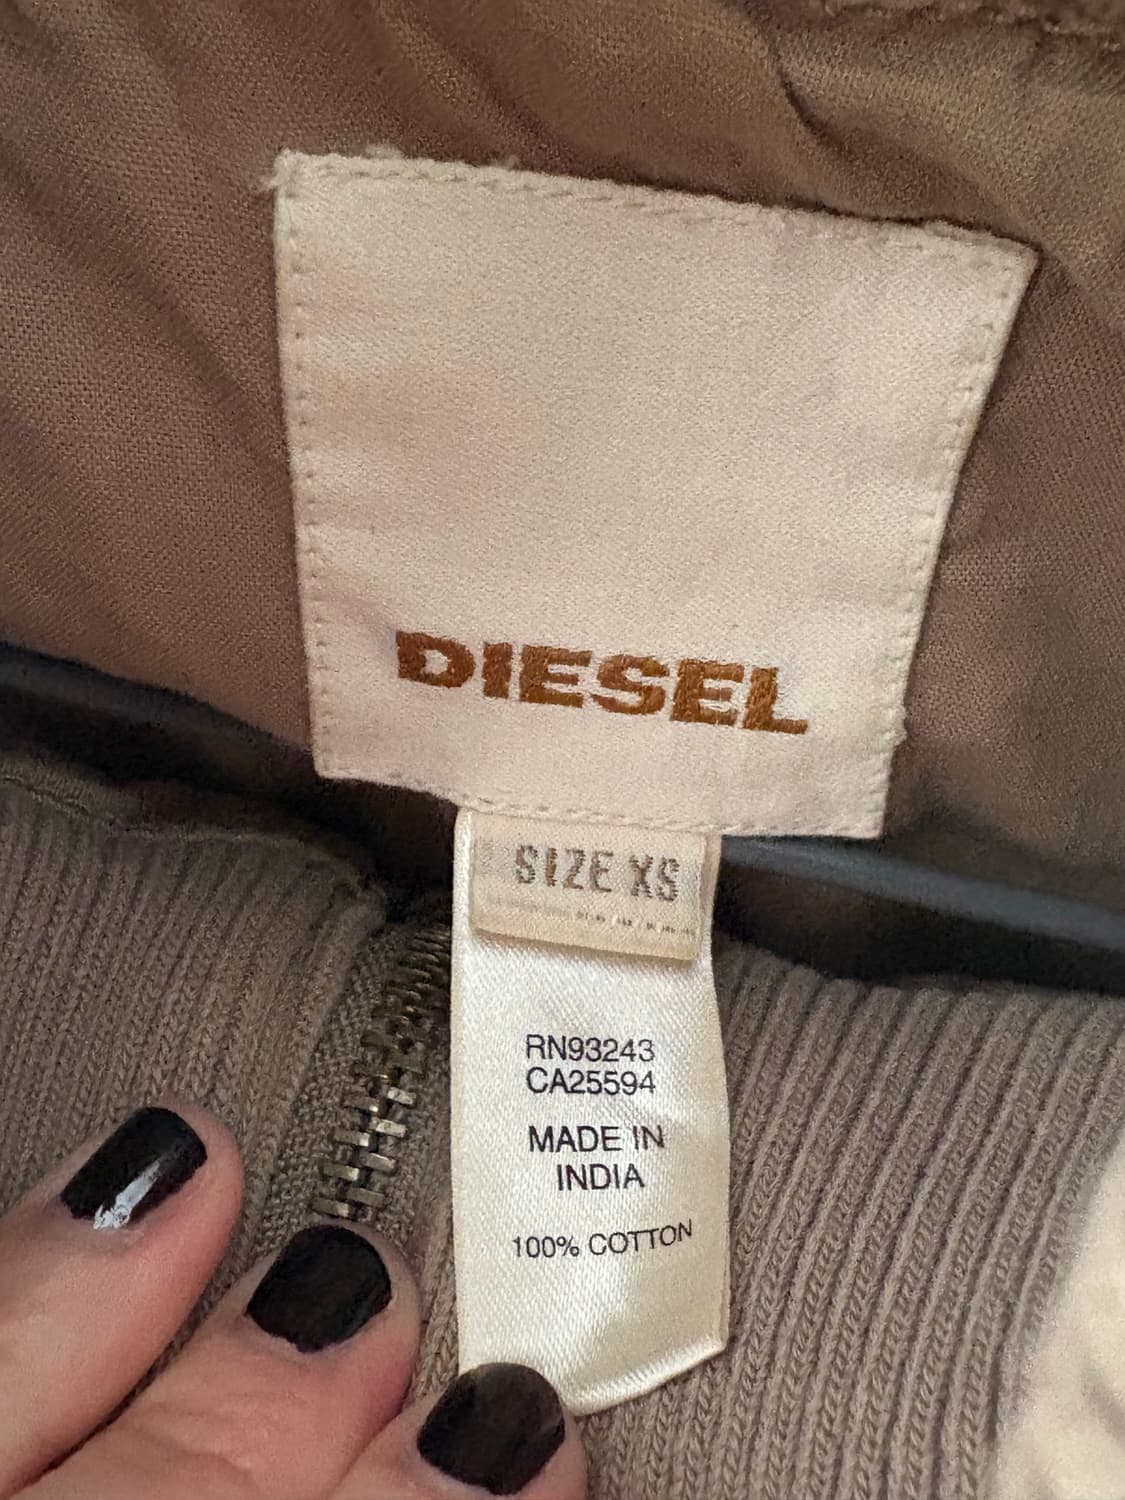 DIESEL
SIZE XS
RN93243
CA25594
MADE IN
INDIA
100% COTTON